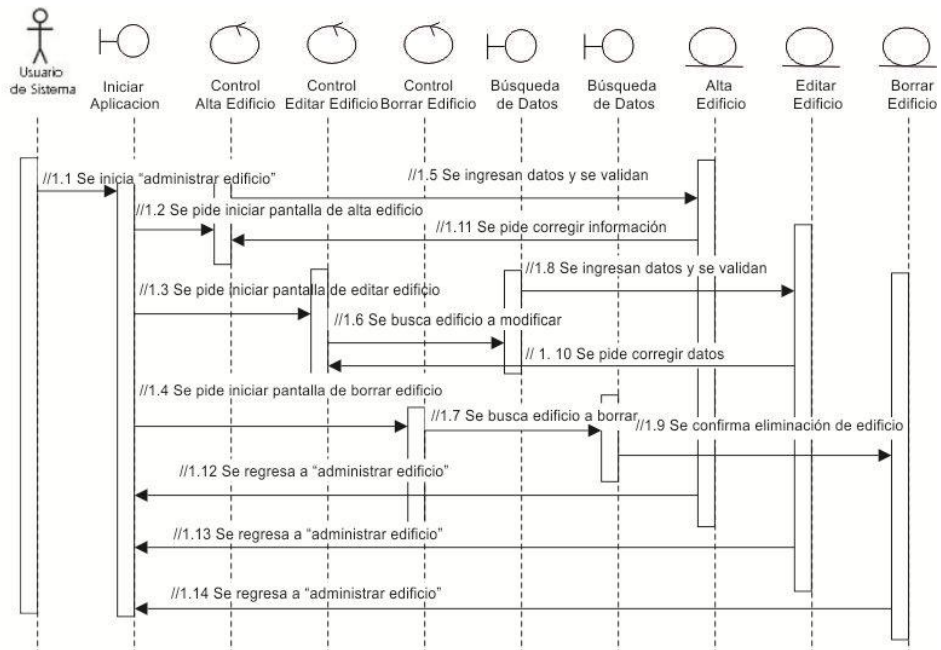 Usuario
de Sistema
Iniciar
Aplicacion
Control
Alta Edificio
Control
Editar Edificio
Control
Borrar Edificio
Búsqueda
de Datos
Búsqueda
de Datos
Alta
Edificio
Editar
Edificio
Borrar
Edificio
//1.1 Se inicia “administrar edificio”
//1.5 Se ingresan datos y se validan
//1.2 Se pide iniciar pantalla de alta edificio
//1.11 Se pide corregir información
//1.8 Se ingresan datos y se validan
//1.3 Se pide iniciar pantalla de editar edificio
//1.6 Se busca edificio a modificar
// 1. 10 Se pide corregir datos
//1.4 Se pide iniciar pantalla de borrar edificio
//1.7 Se busca edificio a borrar
//1.9 Se confirma eliminación de edificio
//1.12 Se regresa a “administrar edificio”
//1.13 Se regresa a “administrar edificio”
//1.14 Se regresa a “administrar edificio”